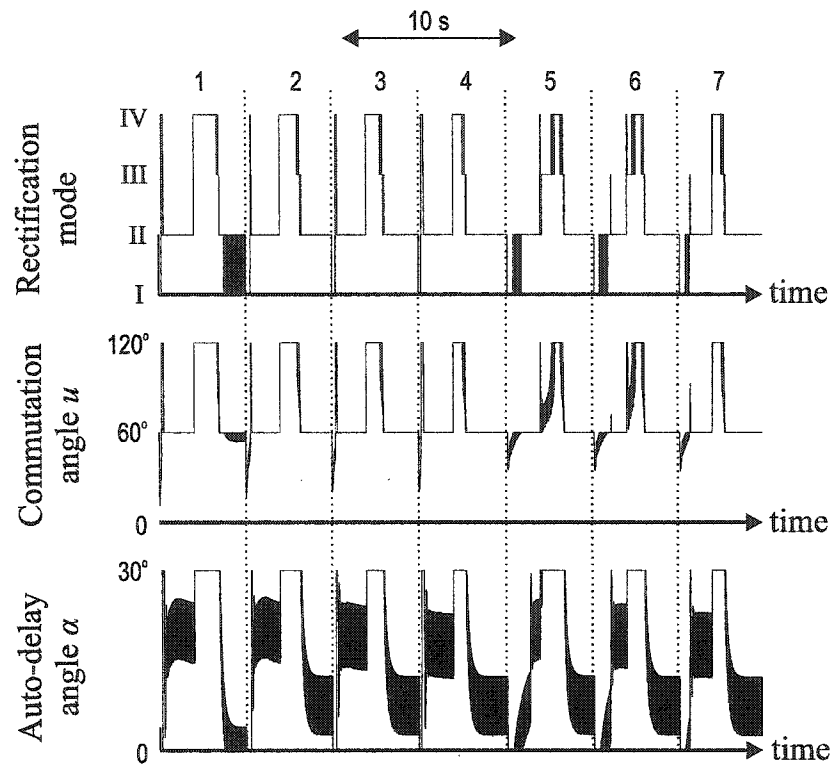 10 s
1 2 3 4 5 6 7
Rectification mode
IV
III
II
I
time
Commutation angle u
120°
60°
0
time
Auto-delay angle α
30°
0
time